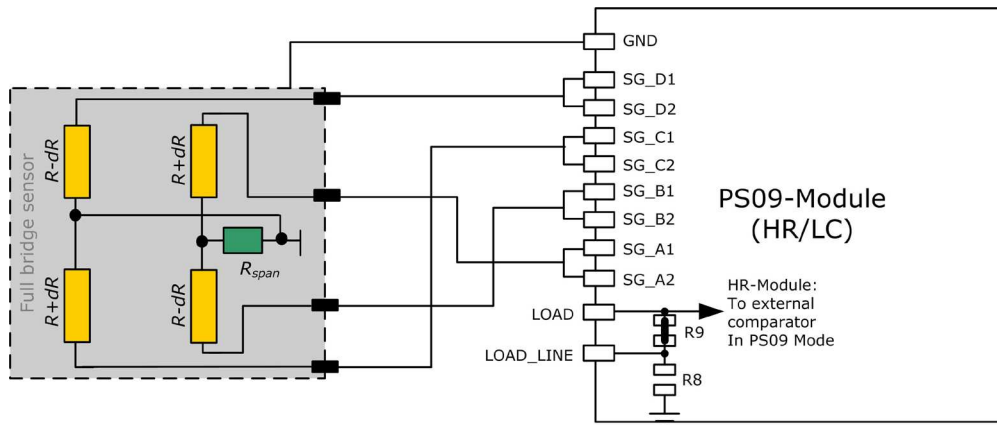 GND
SG_D1
SG_D2
SG_C1
SG_C2
SG_B1
SG_B2
SG_A1
SG_A2
LOAD
LOAD_LINE
Full bridge sensor
R-dR
R+dR
R+dR
R-dR
Rspan
PS09-Module
(HR/LC)
HR-Module:
To external
comparator
In PS09 Mode
R9
R8